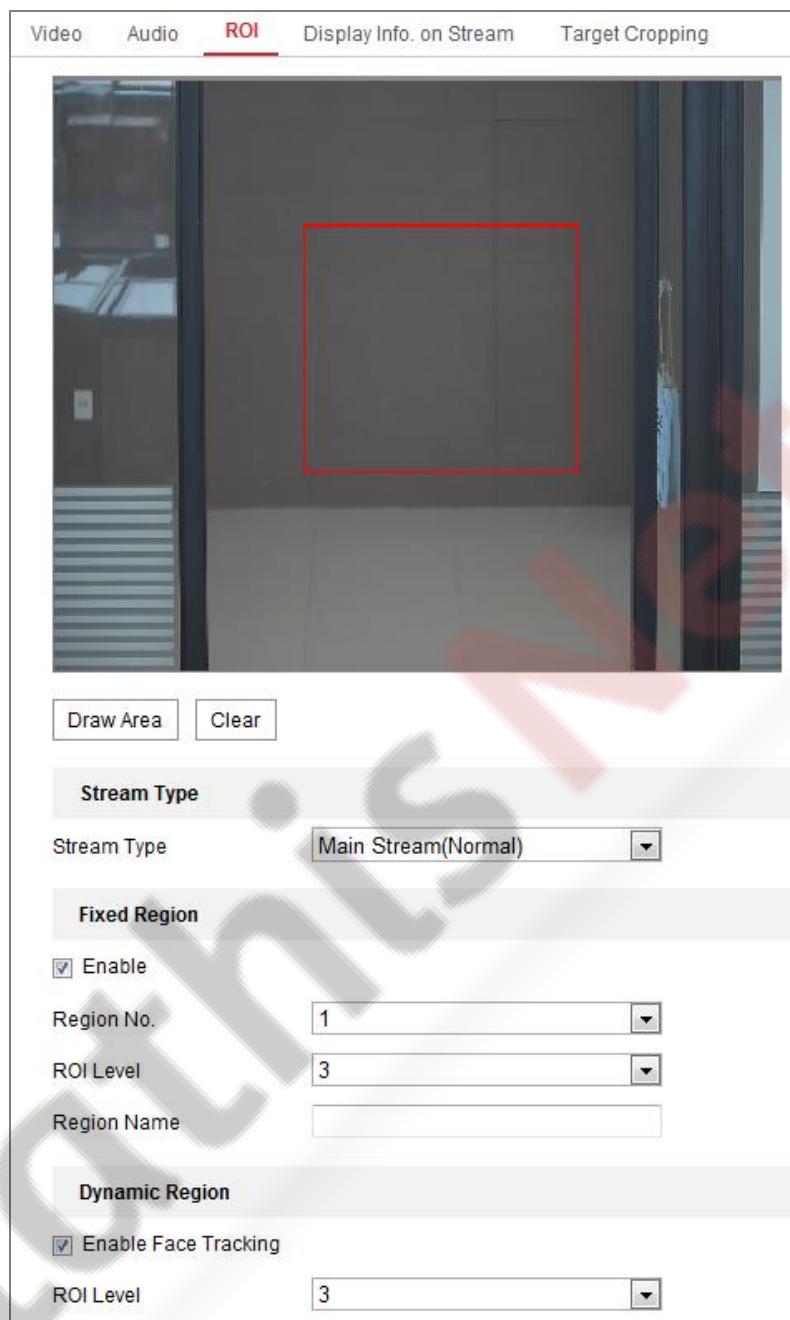 Video Audio ROI Display Info. on Stream Target Cropping
Draw Area Clear
Stream Type
Stream Type Main Stream(Normal)
Fixed Region
Enable
Region No. 1
ROI Level 3
Region Name
Dynamic Region
Enable Face Tracking
ROI Level 3